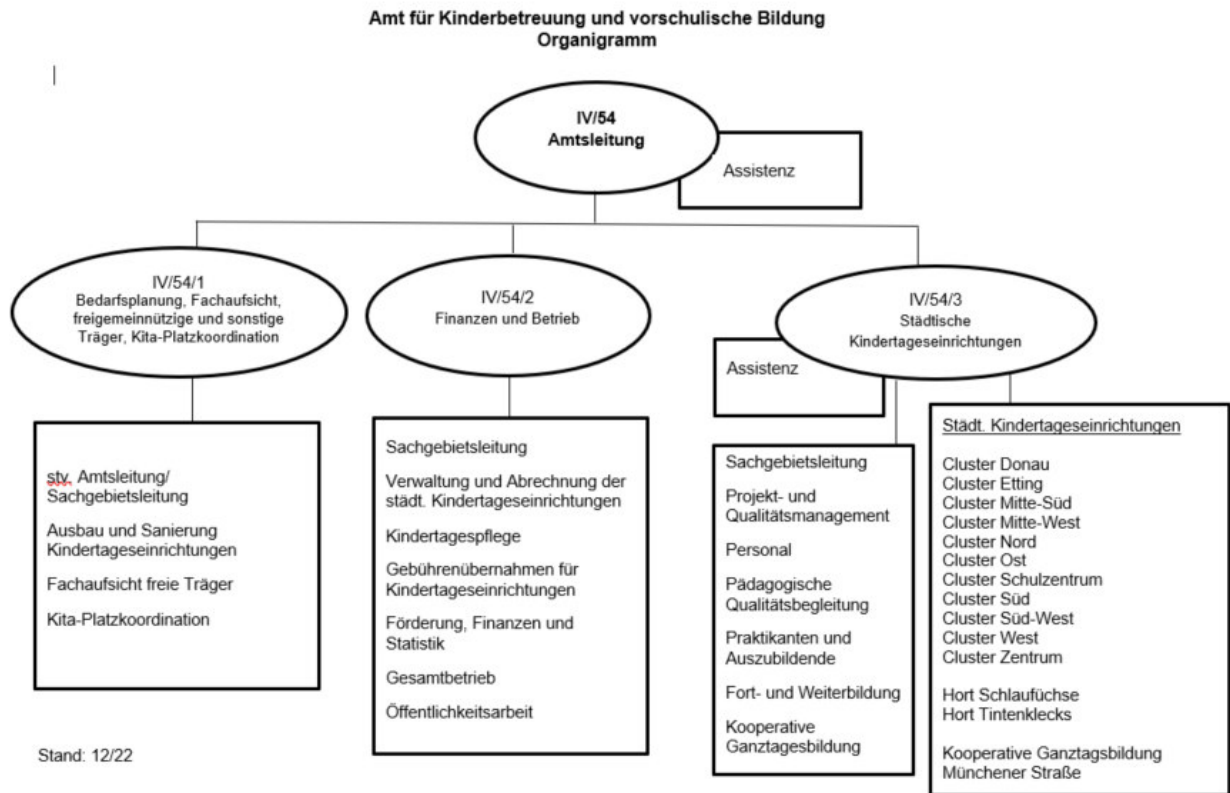 Amt für Kinderbetreuung und vorschulische Bildung
Organigramm
IV/54
Amtsleitung
Assistenz
IV/54/1
Bedarfsplanung, Fachaufsicht,
freigemeinnützige und sonstige
Träger, Kita-Platzkoordination
IV/54/2
Finanzen und Betrieb
IV/54/3
Städtische
Kindertageseinrichtungen
Assistenz
stv. Amtsleitung/
Sachgebietsleitung
Ausbau und Sanierung
Kindertageseinrichtungen
Fachaufsicht freie Träger
Kita-Platzkoordination
Sachgebietsleitung
Verwaltung und Abrechnung der
städt. Kindertageseinrichtungen
Kindertagespflege
Gebührenübernahmen für
Kindertageseinrichtungen
Förderung, Finanzen und
Statistik
Gesamtbetrieb
Öffentlichkeitsarbeit
Sachgebietsleitung
Projekt- und
Qualitätsmanagement
Personal
Pädagogische
Qualitätsbegleitung
Praktikanten und
Auszubildende
Fort- und Weiterbildung
Kooperative
Ganztagesbildung
Städt. Kindertageseinrichtungen
Cluster Donau
Cluster Etting
Cluster Mitte-Süd
Cluster Mitte-West
Cluster Nord
Cluster Ost
Cluster Schulzentrum
Cluster Süd
Cluster Süd-West
Cluster West
Cluster Zentrum
Hort Schlaufüchse
Hort Tintenklecks
Kooperative Ganztagsbildung
Münchener Straße
Stand: 12/22